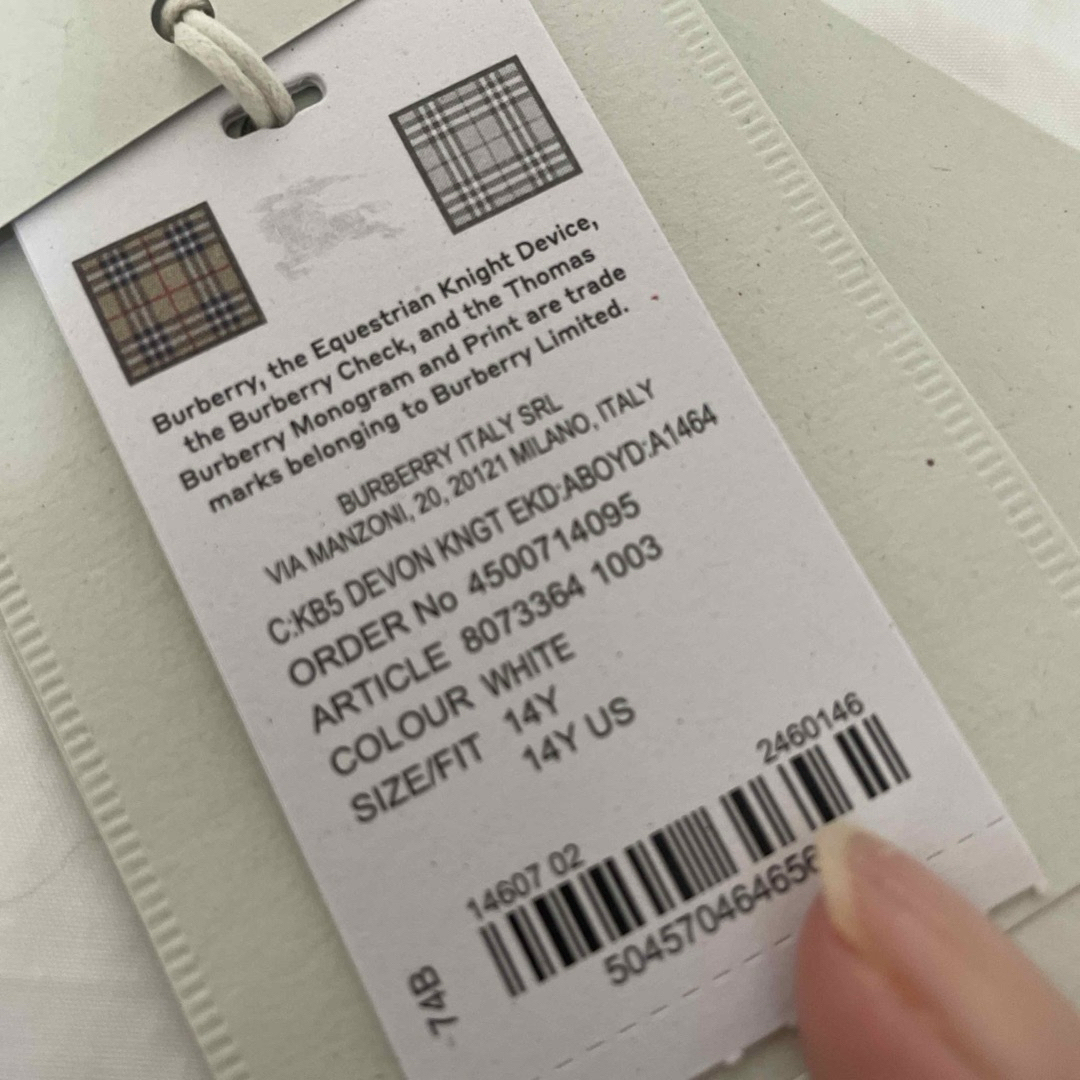 Burberry, the Equestrian Knight Device,
the Burberry Check, and the Thomas
Burberry Monogram and Print are trade
marks belonging to Burberry Limited.
BURBERRY ITALY SRL
VIA MANZONI, 20, 20121 MILANO, ITALY
C:KB5 DEVON KNGT EKD:ABOYD:A1464
ORDER No 4500714095
ARTICLE 8073364 1003
COLOUR WHITE
SIZE/FIT 14Y
14Y US
14607 02 2460146
504570464656
74B